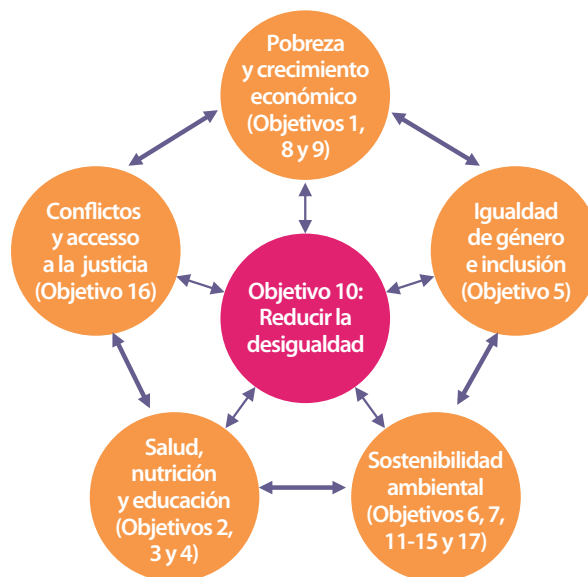 Pobreza
y crecimiento
económico
(Objetivos 1,
8 y 9)
Conflictos
y accesso
a la justicia
(Objetivo 16)
Igualdad
de género
e inclusión
(Objetivo 5)
Objetivo 10:
Reducir la
desigualdad
Salud,
nutrición
y educación
(Objetivos 2,
3 y 4)
Sostenibilidad
ambiental
(Objetivos 6, 7,
11-15 y 17)